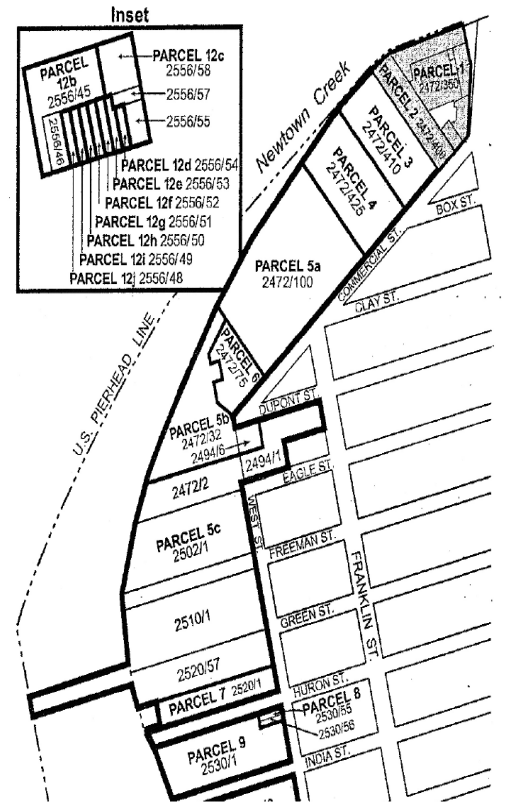 Inset
PARCEL
12b
2556/45
PARCEL 12c
2556/58
2556/57
2556/55
2556/46
PARCEL 12d 2556/54
PARCEL 12e 2556/53
PARCEL 12f 2556/52
PARCEL 12g 2556/51
PARCEL 12h 2556/50
PARCEL 12i 2556/49
PARCEL 12j 2556/48
Newtown Creek
PARCEL 1
2472/350
PARCEL 2
2472/400
PARCEL 3
2472/410
PARCEL 4
2472/425
PARCEL 5a
2472/100
BOX ST.
COMMERCIAL ST.
CLAY ST.
U.S. PIERHEAD LINE
PARCEL 6
2472/75
DUPONT ST.
PARCEL 5b
2472/32
2494/6
2494/1
EAGLE ST.
2472/2
WEST ST.
PARCEL 5c
2502/1
FREEMAN ST.
FRANKLIN ST.
2510/1
GREEN ST.
2520/57
HURON ST.
PARCEL 7 2520/1
PARCEL 8
2530/55
2530/56
PARCEL 9
2530/1
INDIA ST.